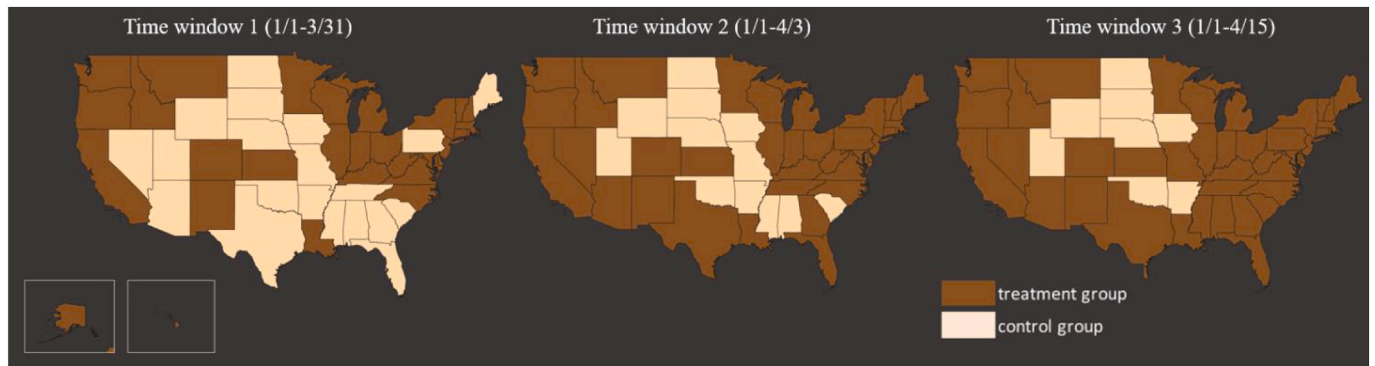 Time window 1 (1/1-3/31)
Time window 2 (1/1-4/3)
Time window 3 (1/1-4/15)
treatment group
control group